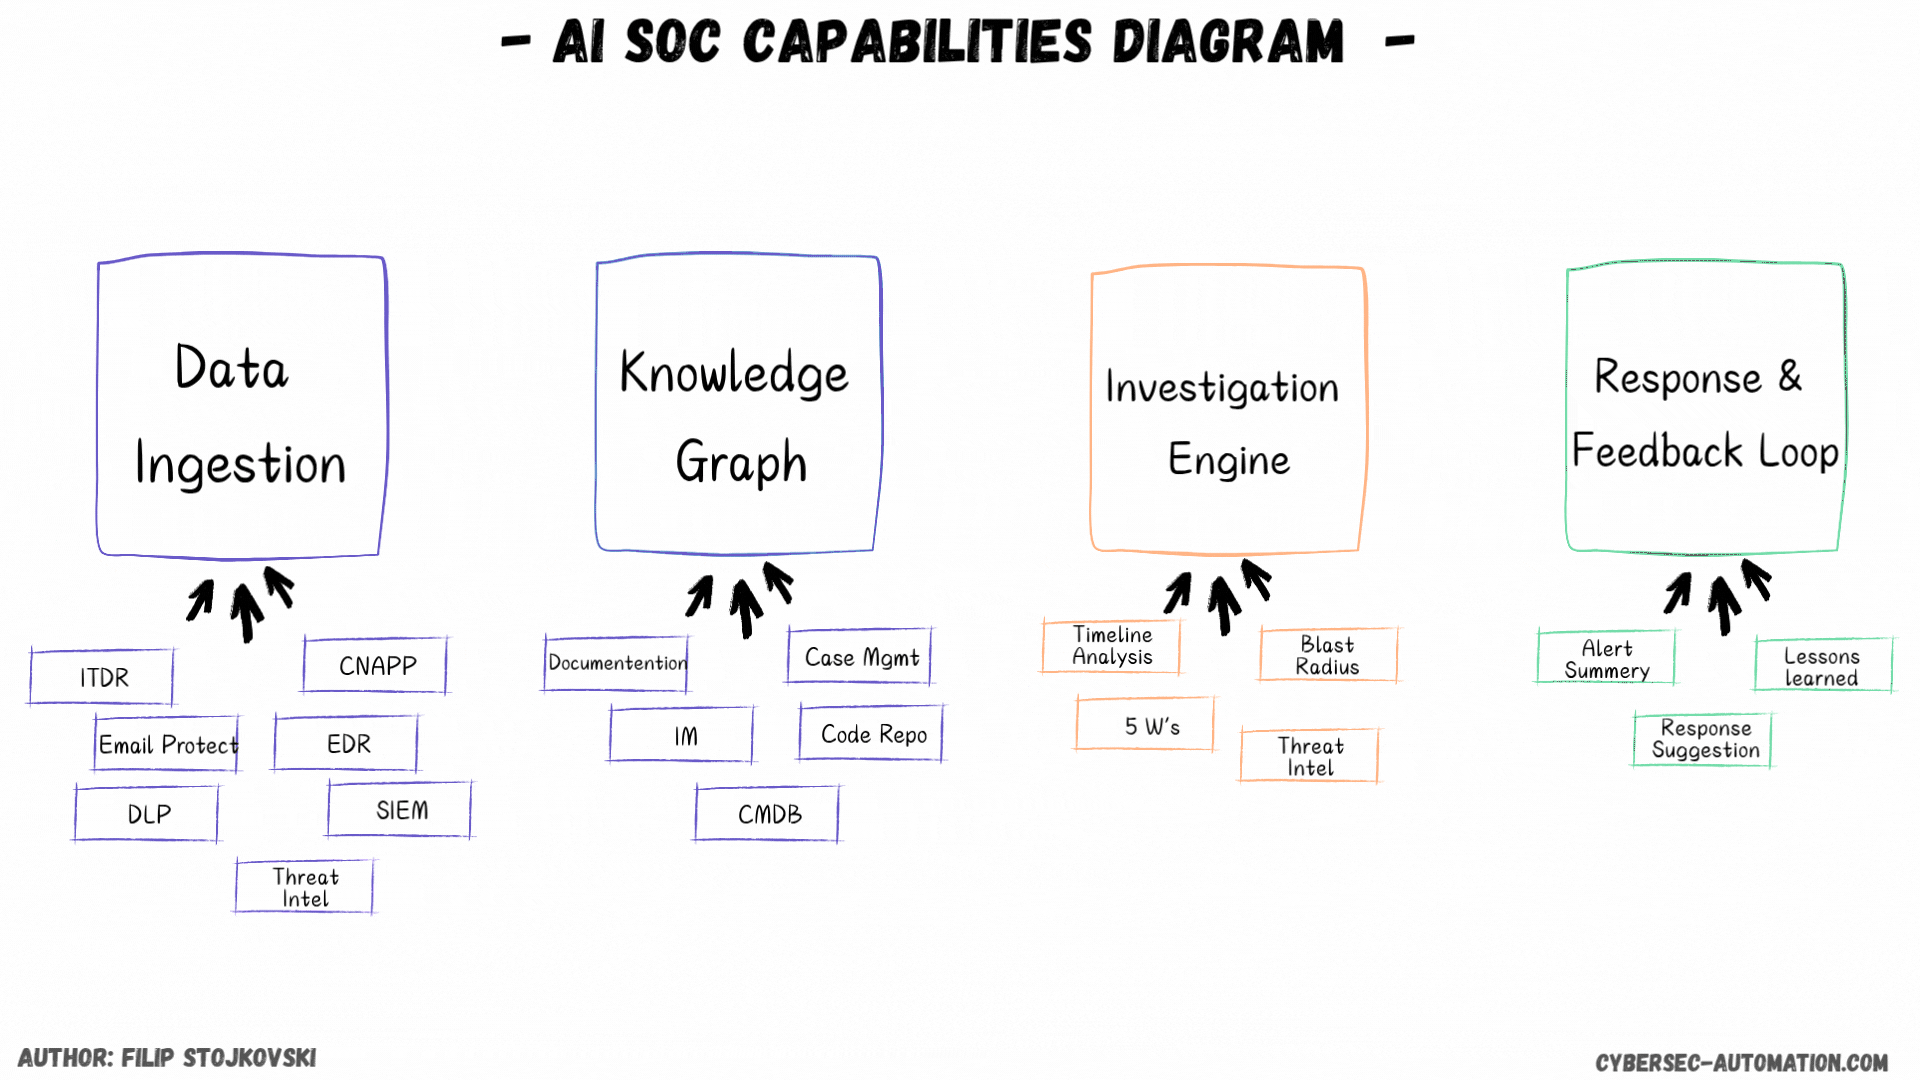 - AI SOC CAPABILITIES DIAGRAM -
Data
Ingestion
ITDR
CNAPP
Email Protect
EDR
DLP
SIEM
Threat
Intel
Knowledge
Graph
Documentention
Case Mgmt
IM
Code Repo
CMDB
Investigation
Engine
Timeline
Analysis
Blast
Radius
5 W's
Threat
Intel
Response &
Feedback Loop
Alert
Summery
Lessons
learned
Response
Suggestion
AUTHOR: FILIP STOJKOVSKI
CYBERSEC-AUTOMATION.COM